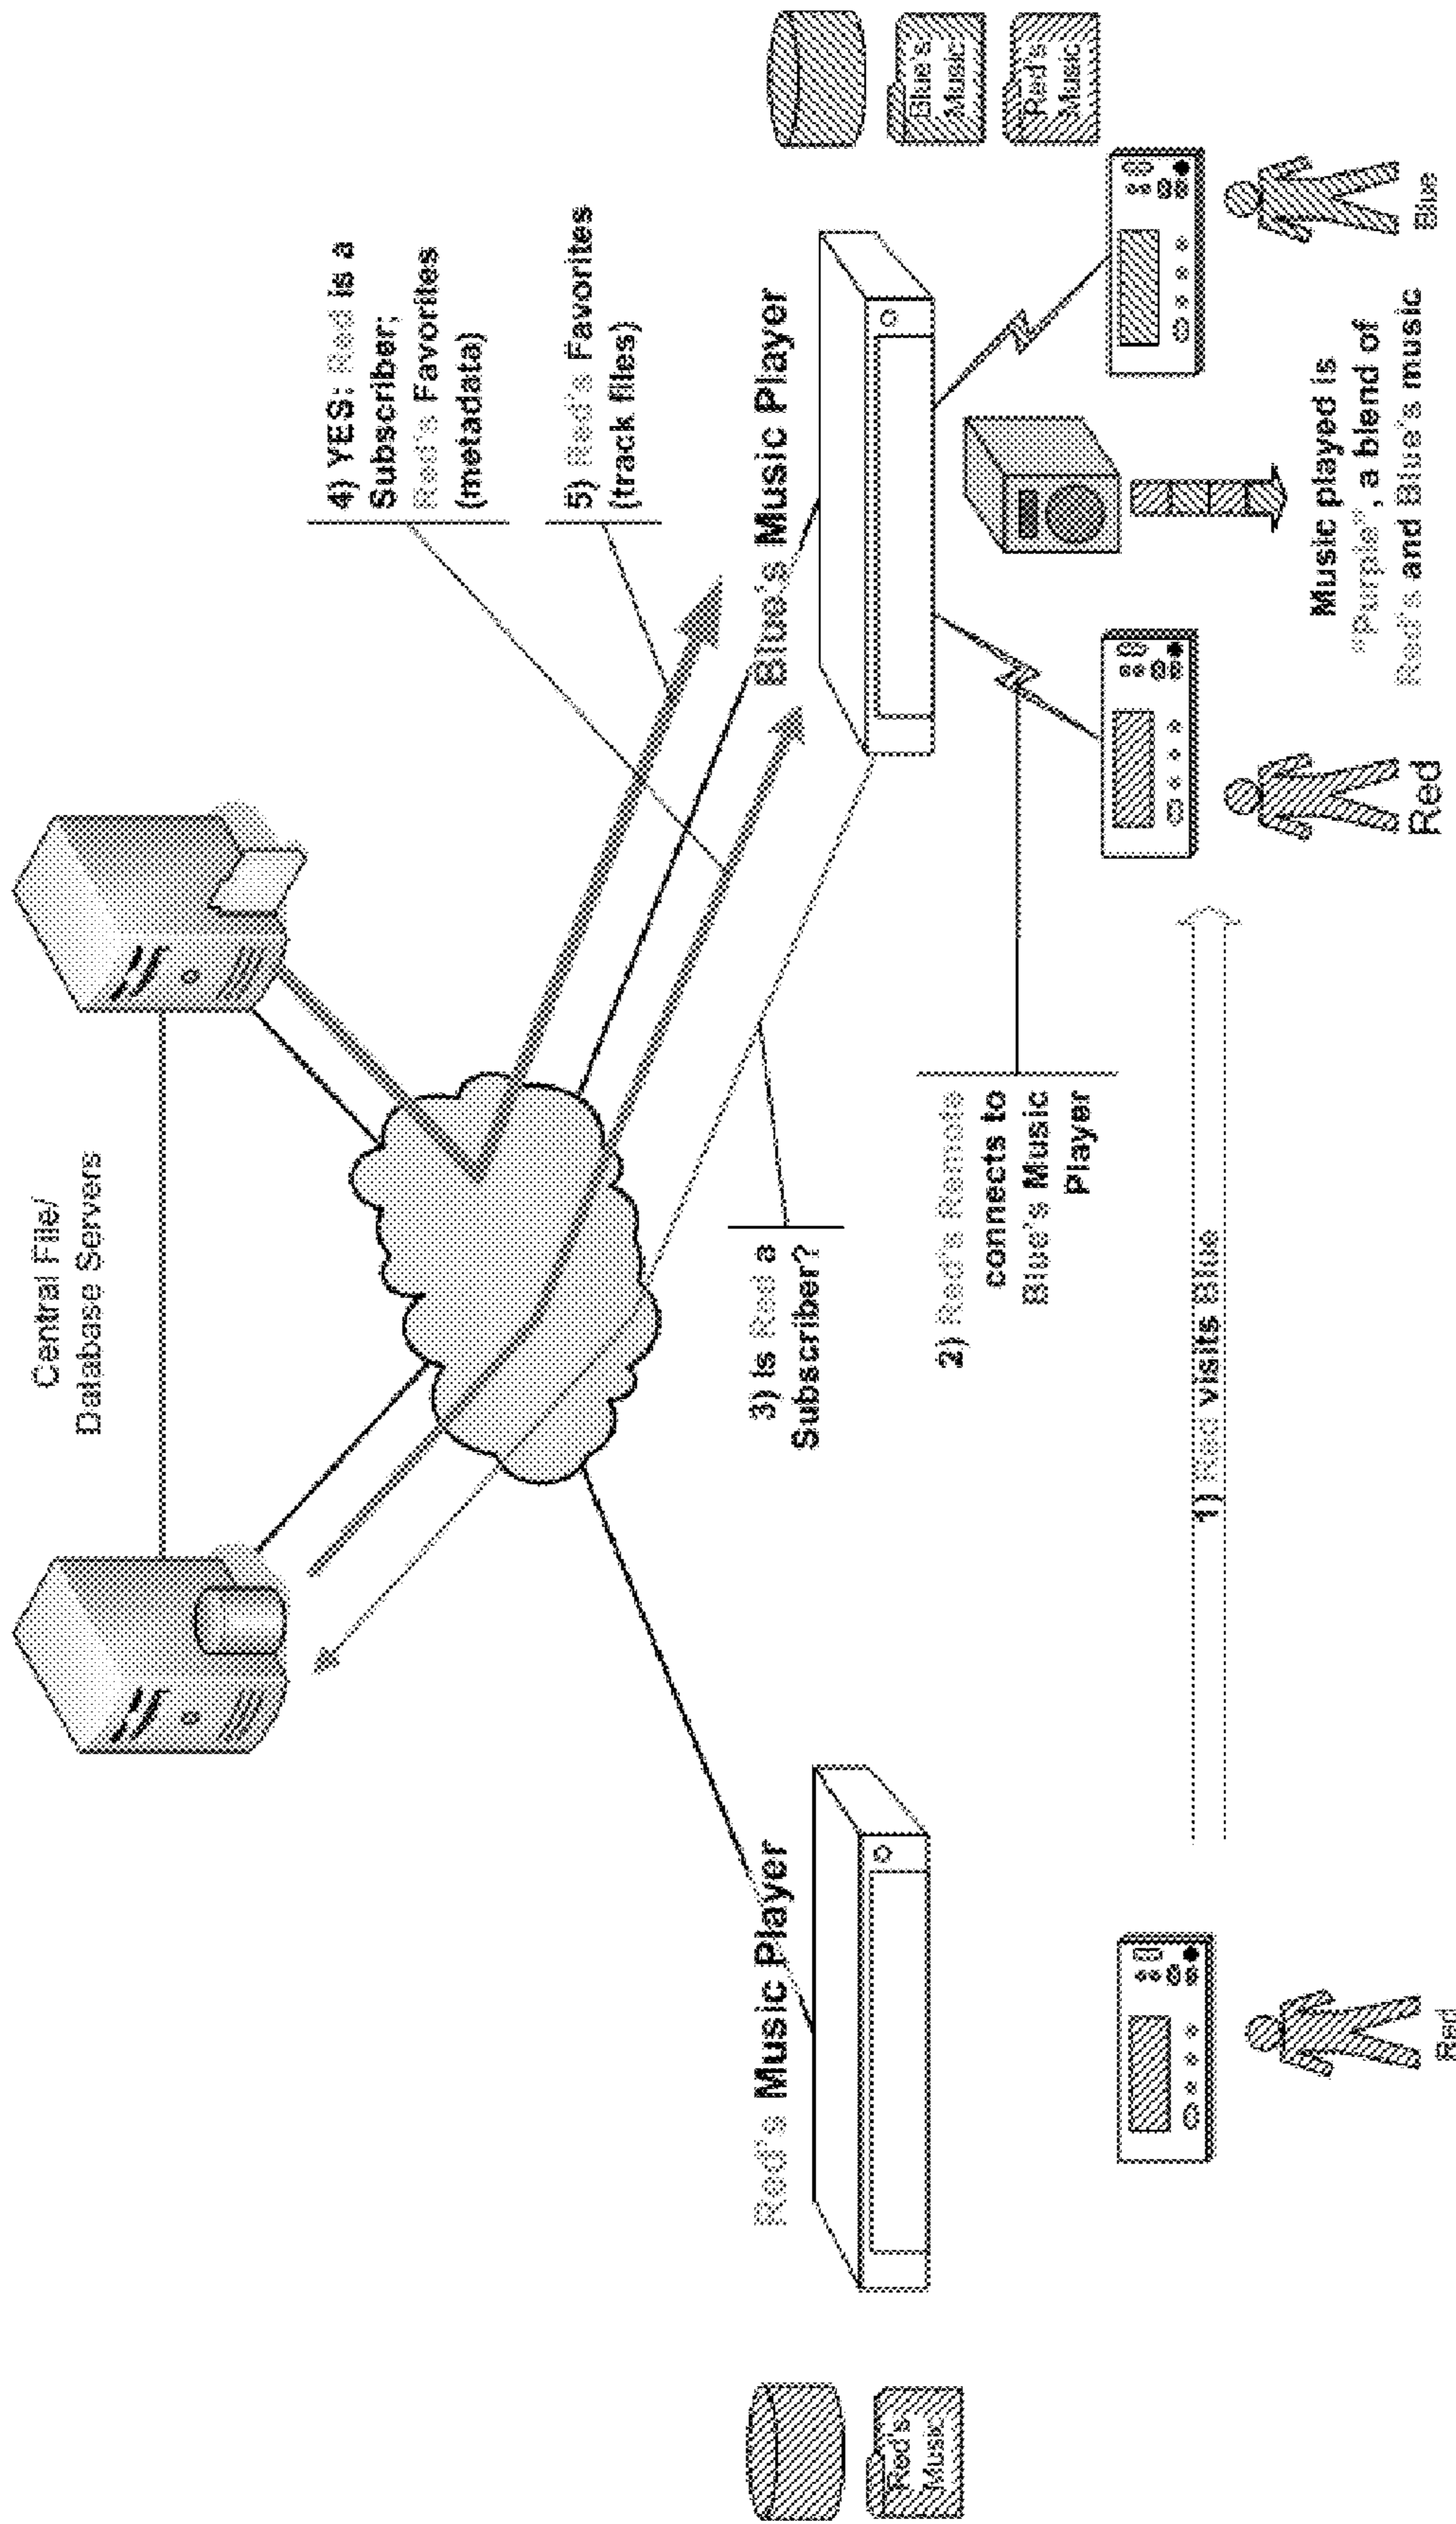 Central File/
Database Servers
4) YES: Red is a
Subscriber;
Red's Favorites
(metadata)
5) Red's Favorites
(track files)
Red's Music Player
Blue's Music Player
3) Is Red a
Subscriber?
2) Red's Remote
connects to
Blue's Music
Player
1) Red visits Blue
Red's
Music
Blue's
Music
Red's
Music
Red
Red
Blue
Music played is
"Purple", a blend of
Red's and Blue's music